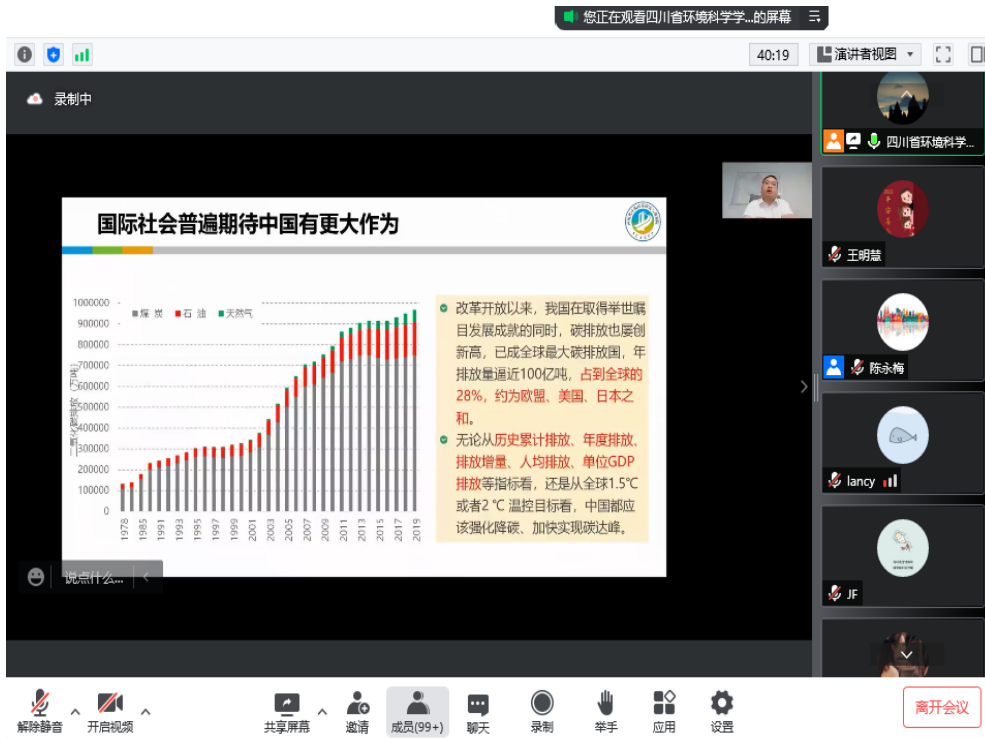 您正在观看四川省环境科学学...的屏幕
40:19
演讲者视图
录制中
四川省环境科学学...
王明慧
陈永梅
lancy
JF
国际社会普遍期待中国有更大作为
二氧化碳排放（万吨）
1000000
900000
800000
700000
600000
500000
400000
300000
200000
100000
0
煤 炭 石 油 天然气
1978 1985 1991 1993 1995 1997 1999 2001 2003 2005 2007 2009 2011 2013 2015 2017 2019
改革开放以来，我国在取得举世瞩
目发展成就的同时，碳排放也屡创
新高，已成全球最大碳排放国，年
排放量逼近100亿吨，占到全球的
28%，约为欧盟、美国、日本之
和。
无论从历史累计排放、年度排放、
排放增量、人均排放、单位GDP
排放等指标看，还是从全球1.5℃
或者2 ℃ 温控目标看，中国都应
该强化降碳、加快实现碳达峰。
说点什么...
解除静音
开启视频
共享屏幕
邀请
成员(99+)
聊天
录制
举手
应用
设置
离开会议